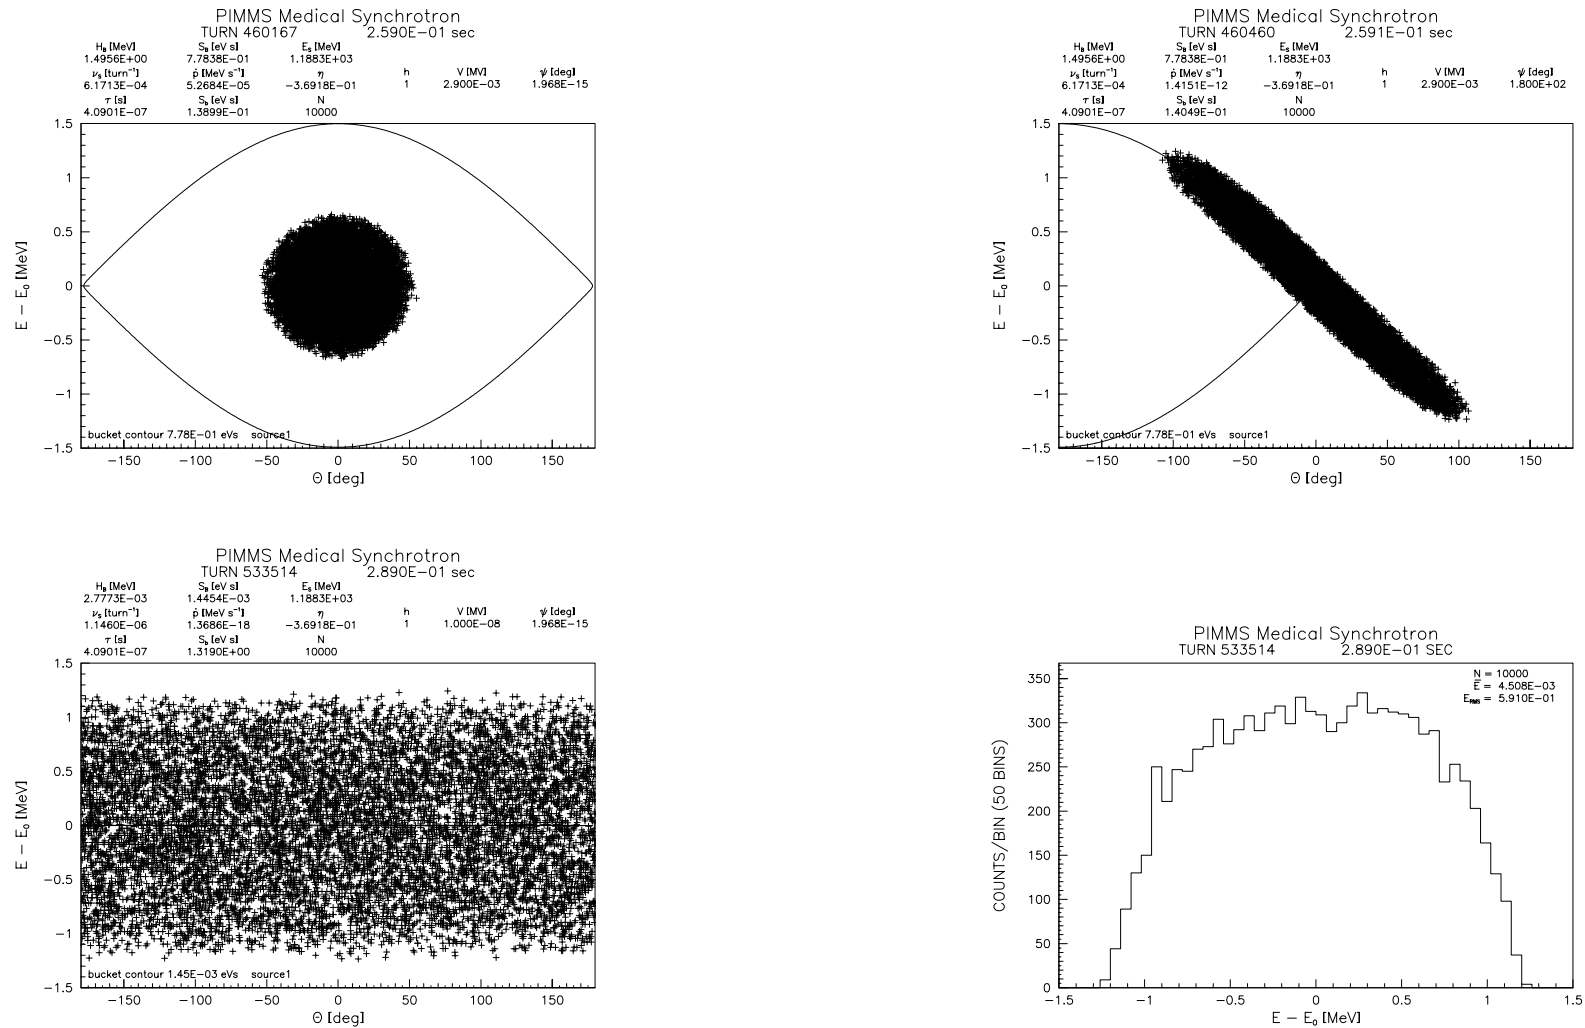 PIMMS Medical Synchrotron
TURN 460167 2.590E−01 sec
H_B [MeV] S_B [eV s] E_s [MeV]
1.4956E+00 7.7838E−01 1.1883E+03
ν_s [turn⁻¹] ṗ [MeV s⁻¹] η h V [MV] ψ [deg]
6.1713E−04 5.2684E−05 −3.6918E−01 1 2.900E−03 1.968E−15
τ [s] S_b [eV s] N
4.0901E−07 1.3899E−01 10000
1.5
1
0.5
0
−0.5
−1
−1.5
E − E₀ [MeV]
bucket contour 7.78E−01 eVs source1
−150 −100 −50 0 50 100 150
Θ [deg]
PIMMS Medical Synchrotron
TURN 460460 2.591E−01 sec
H_B [MeV] S_B [eV s] E_s [MeV]
1.4956E+00 7.7838E−01 1.1883E+03
ν_s [turn⁻¹] ṗ [MeV s⁻¹] η h V [MV] ψ [deg]
6.1713E−04 1.4151E−12 −3.6918E−01 1 2.900E−03 1.800E+02
τ [s] S_b [eV s] N
4.0901E−07 1.4049E−01 10000
1.5
1
0.5
0
−0.5
−1
−1.5
E − E₀ [MeV]
bucket contour 7.78E−01 eVs source1
−150 −100 −50 0 50 100 150
Θ [deg]
PIMMS Medical Synchrotron
TURN 533514 2.890E−01 sec
H_B [MeV] S_B [eV s] E_s [MeV]
2.7773E−03 1.4454E−03 1.1883E+03
ν_s [turn⁻¹] ṗ [MeV s⁻¹] η h V [MV] ψ [deg]
1.1460E−06 1.3686E−18 −3.6918E−01 1 1.000E−08 1.968E−15
τ [s] S_b [eV s] N
4.0901E−07 1.3190E+00 10000
1.5
1
0.5
0
−0.5
−1
−1.5
E − E₀ [MeV]
bucket contour 1.45E−03 eVs source1
−150 −100 −50 0 50 100 150
Θ [deg]
PIMMS Medical Synchrotron
TURN 533514 2.890E−01 SEC
N = 10000
E̅ = 4.508E−03
E_RMS = 5.910E−01
350
300
250
200
150
100
50
0
COUNTS/BIN (50 BINS)
−1.5 −1 −0.5 0 0.5 1 1.5
E − E₀ [MeV]